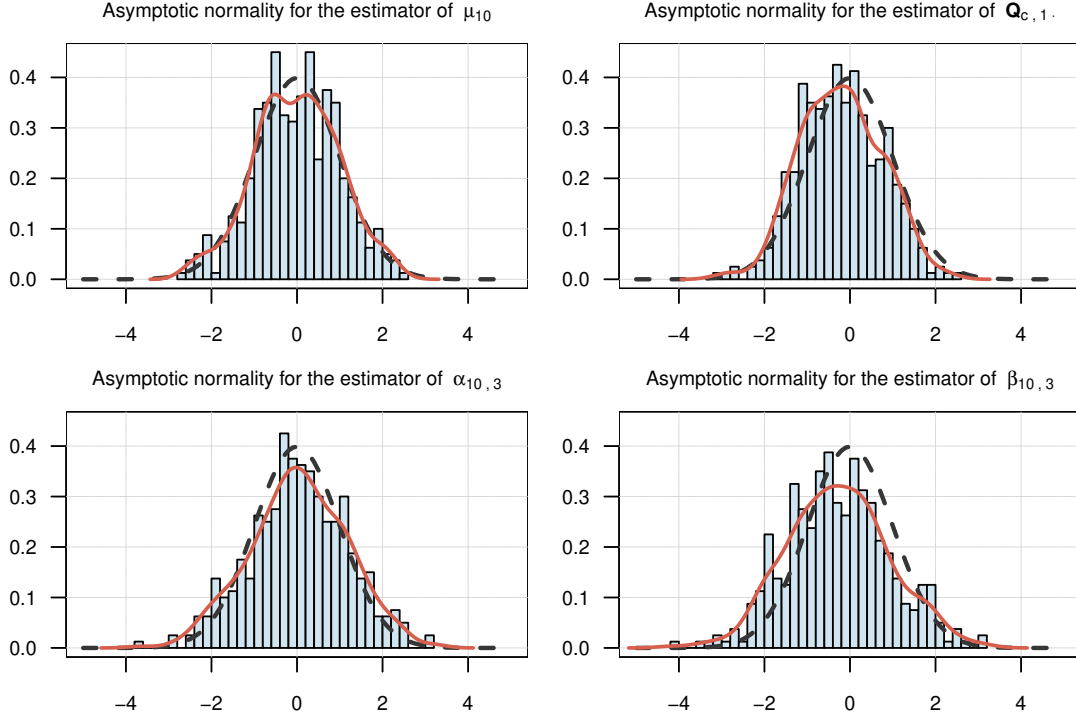 Asymptotic normality for the estimator of μ10
0.4
0.3
0.2
0.1
0.0
−4 −2 0 2 4
Asymptotic normality for the estimator of Qc , 1 ·
0.4
0.3
0.2
0.1
0.0
−4 −2 0 2 4
Asymptotic normality for the estimator of α10 , 3
0.4
0.3
0.2
0.1
0.0
−4 −2 0 2 4
Asymptotic normality for the estimator of β10 , 3
0.4
0.3
0.2
0.1
0.0
−4 −2 0 2 4